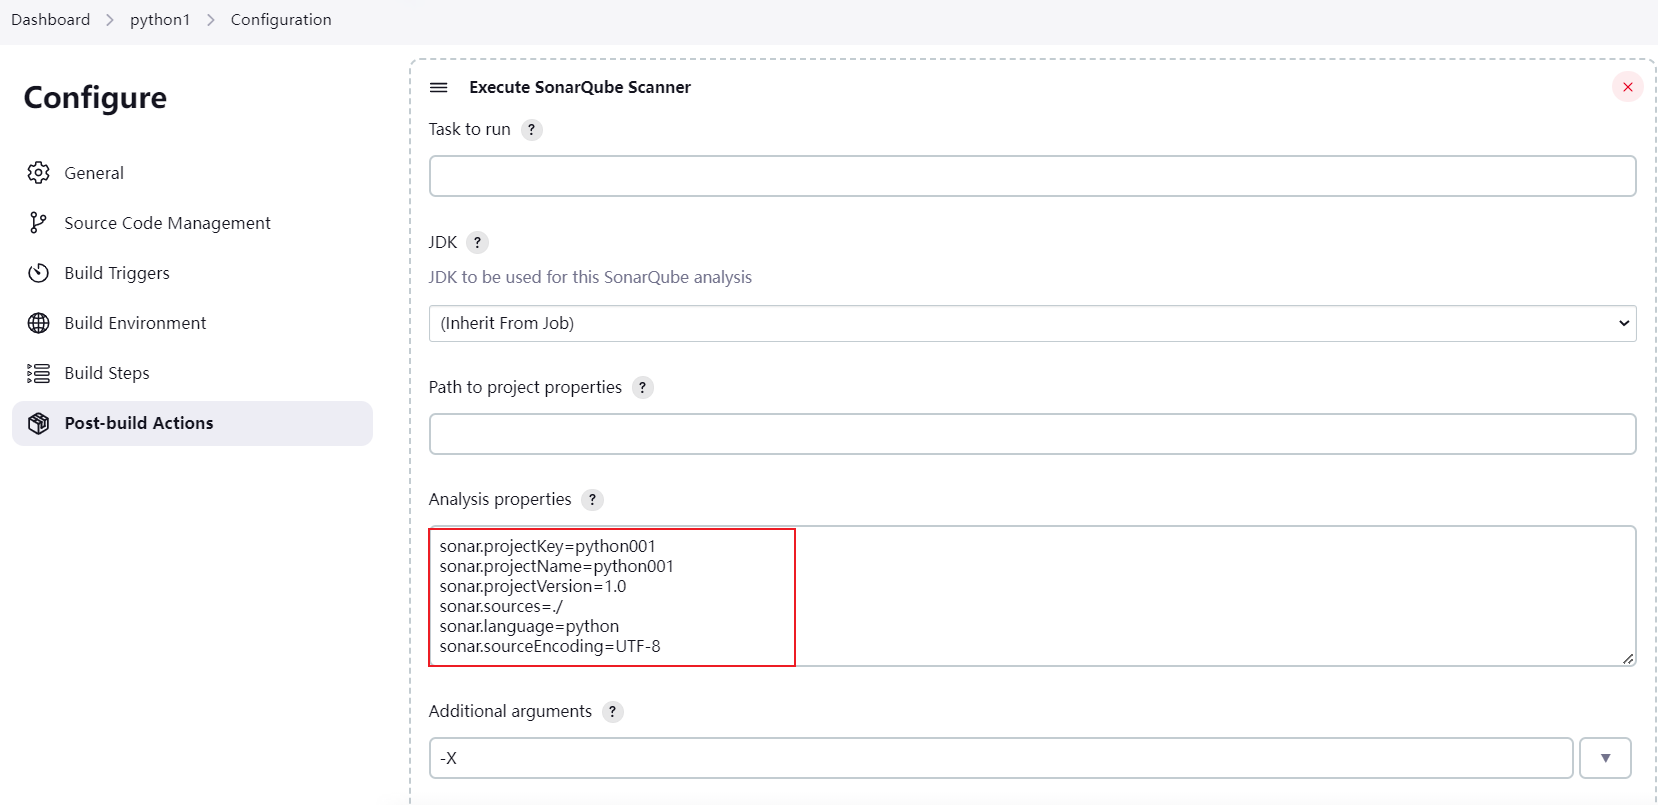 Dashboard > python1 > Configuration
Configure
General
Source Code Management
Build Triggers
Build Environment
Build Steps
Post-build Actions
Execute SonarQube Scanner
Task to run ?
JDK ?
JDK to be used for this SonarQube analysis
(Inherit From Job)
Path to project properties ?
Analysis properties ?
sonar.projectKey=python001
sonar.projectName=python001
sonar.projectVersion=1.0
sonar.sources=./
sonar.language=python
sonar.sourceEncoding=UTF-8
Additional arguments ?
-X